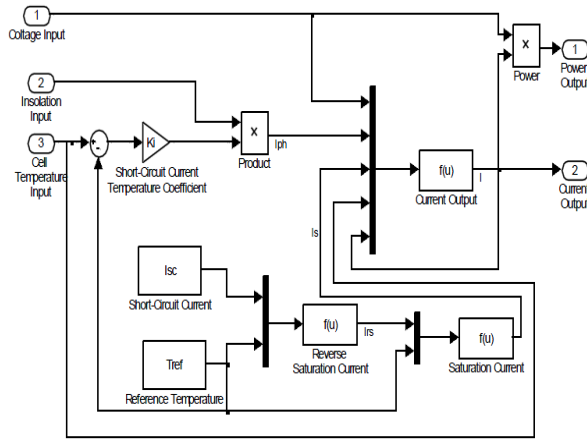 1
Coltage Input
2
Insolation
Input
3
Cell
Temperature
Input
+
-
Ki
Short-Circuit Current
Temperature Coefficient
x
Product
Iph
x
Power
1
Power
Output
f(u)
Current Output
I
2
Current
Output
Is
Isc
Short-Circuit Current
Tref
Reference Temperature
f(u)
Reverse
Saturation Current
Irs
f(u)
Saturation Current